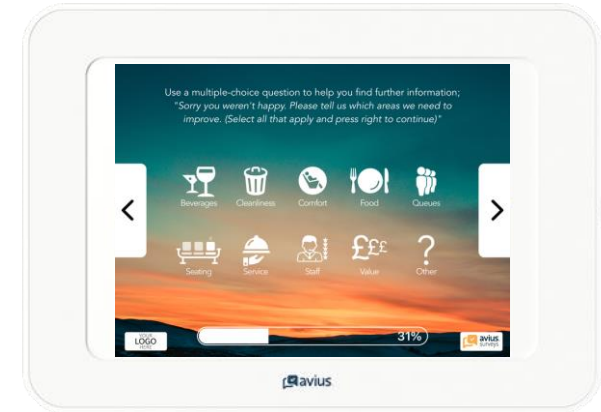 Use a multiple-choice question to help you find further information;
"Sorry you weren't happy. Please tell us which areas we need to
improve. (Select all that apply and press right to continue)"
Beverages Cleanliness Comfort Food Queues
£££ ?
Seating Service Staff Value Other
YOUR
LOGO
HERE
31%
avius
surveys
avius